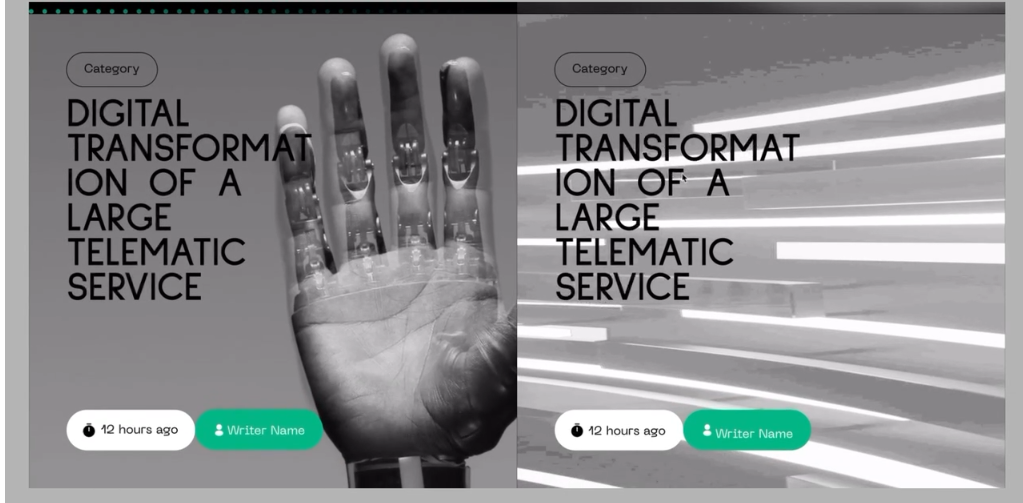 Category
DIGITAL
TRANSFORMAT
ION OF A
LARGE
TELEMATIC
SERVICE
12 hours ago
Writer Name
Category
DIGITAL
TRANSFORMAT
ION OF A
LARGE
TELEMATIC
SERVICE
12 hours ago
Writer Name